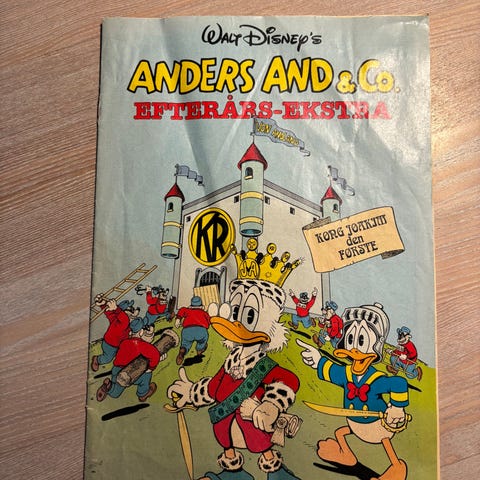 WALT DISNEY'S
ANDERS AND & Co.
EFTERÅRS-EKSTRA
KR
KONG JOAKIM
den
FØRSTE